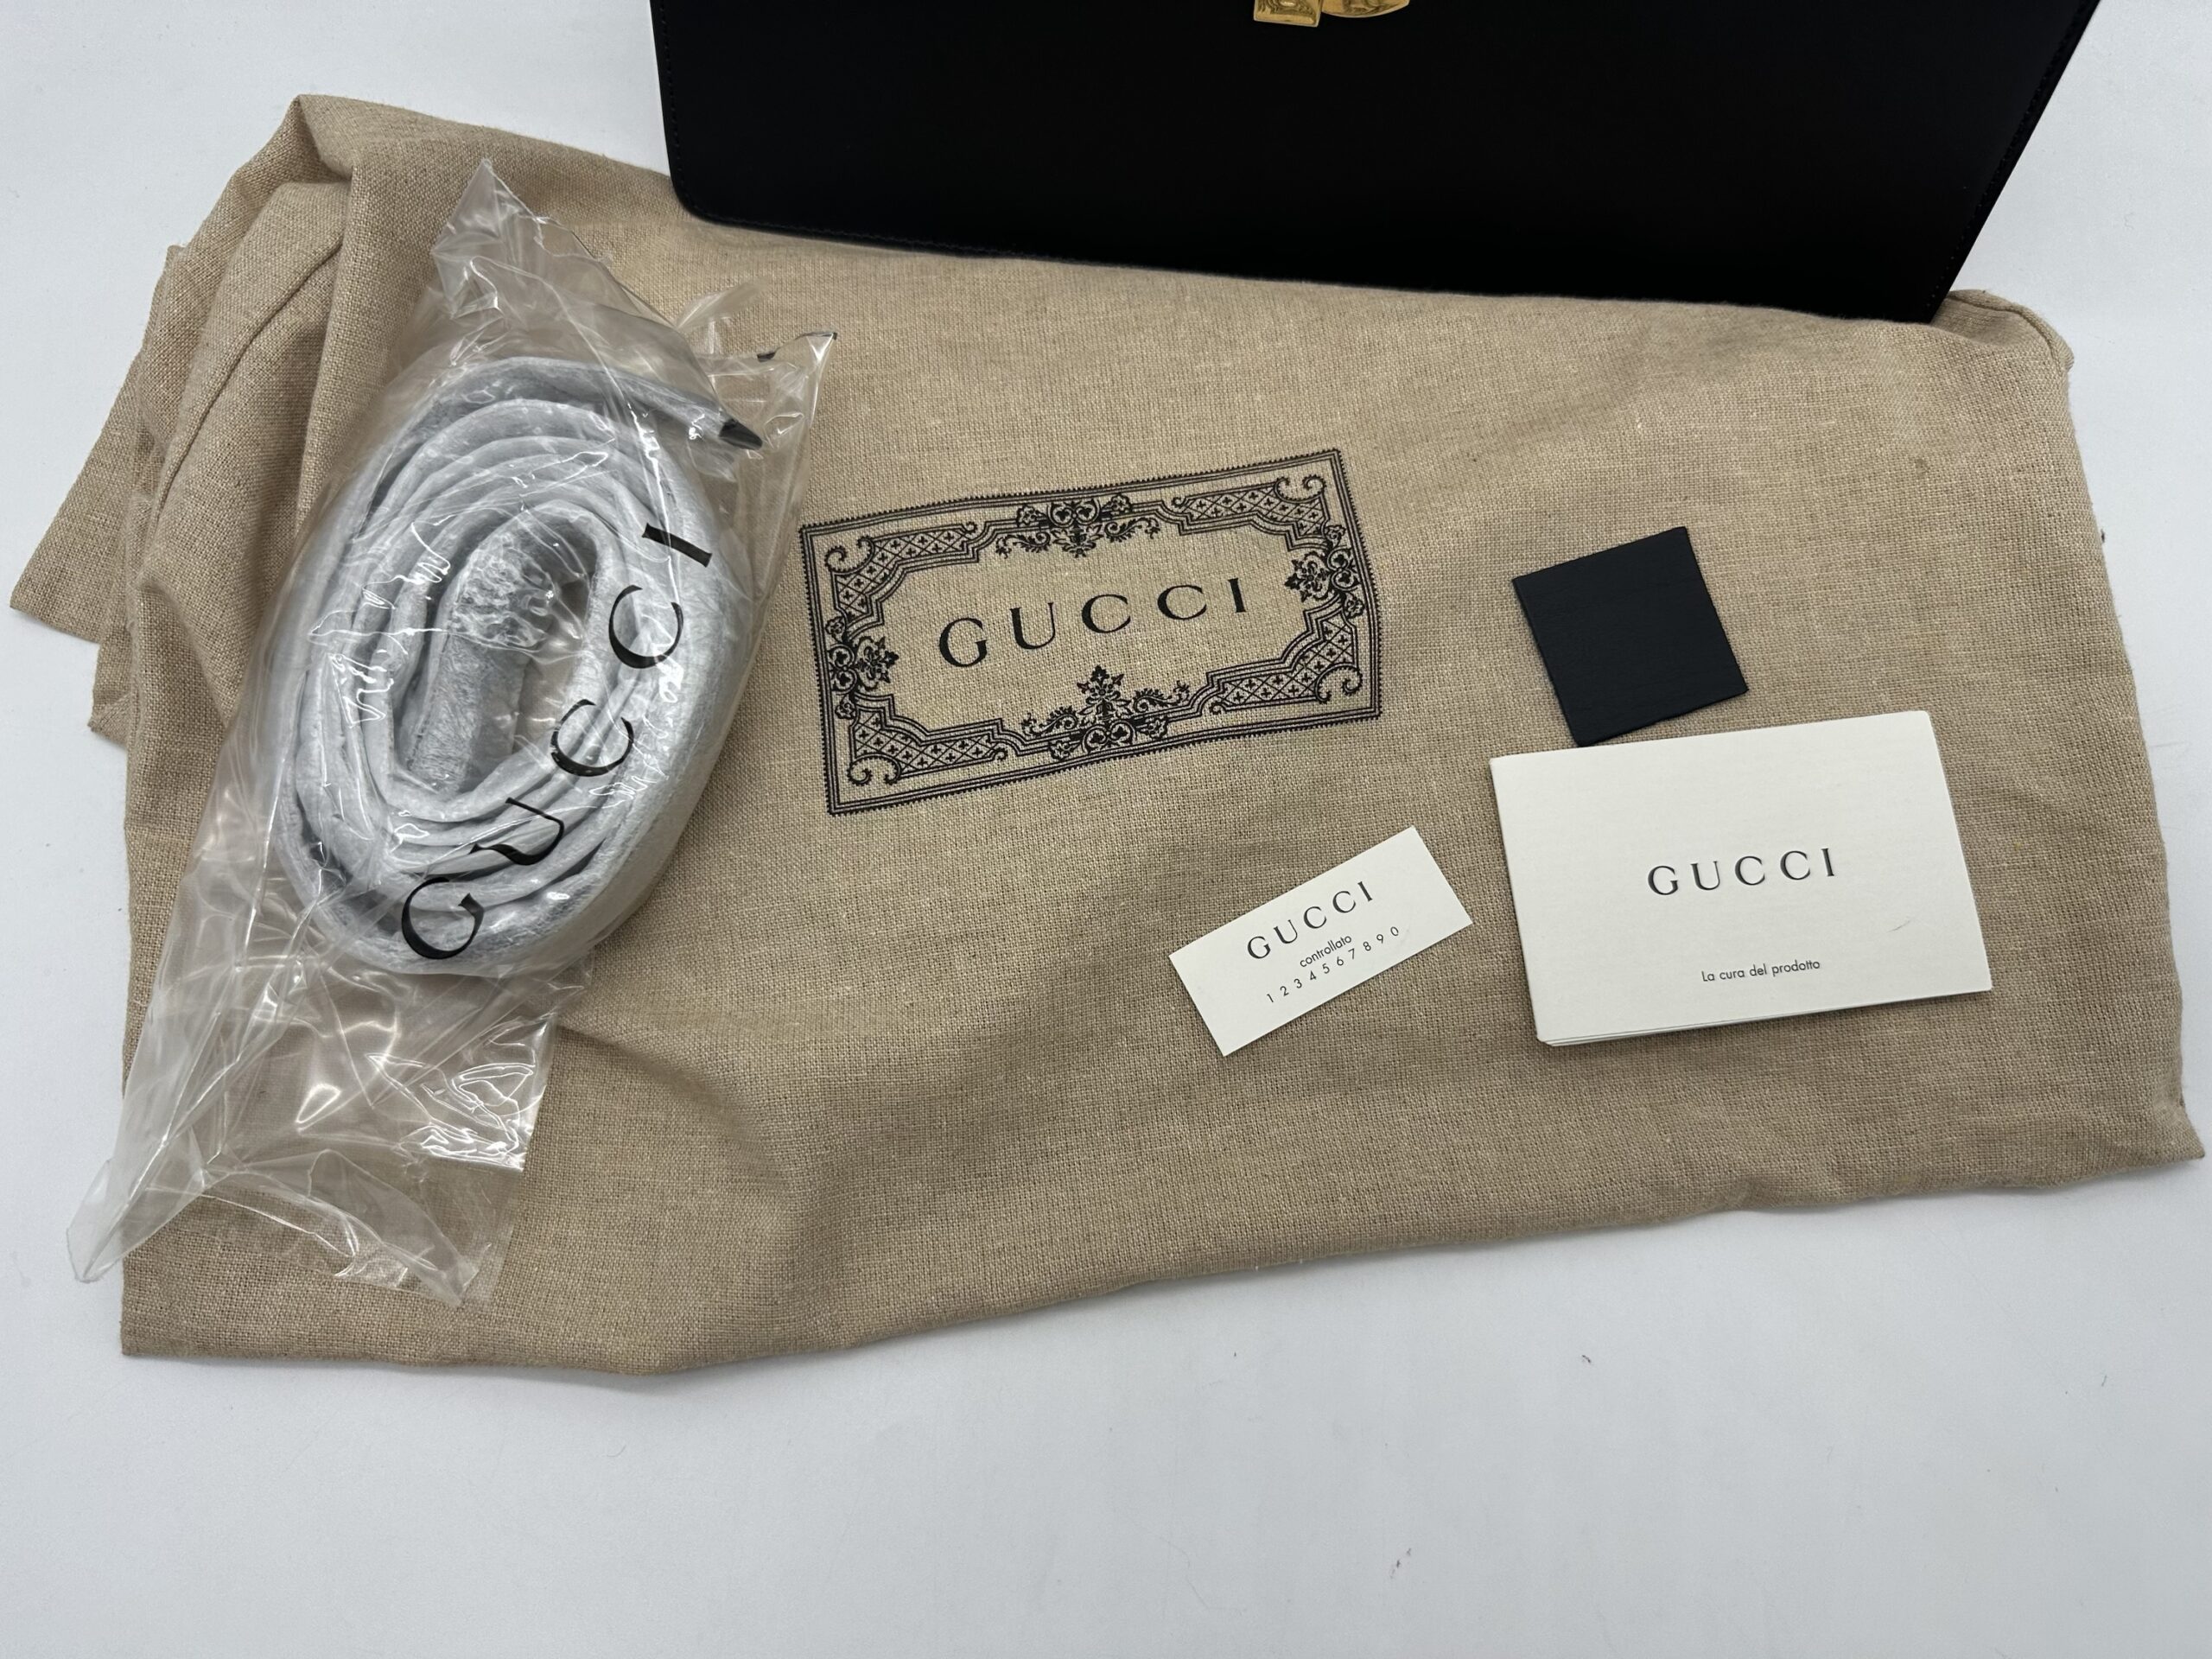 GUCCI
GUCCI
GUCCI
controllato
1 2 3 4 5 6 7 8 9 0
GUCCI
La cura del prodotto